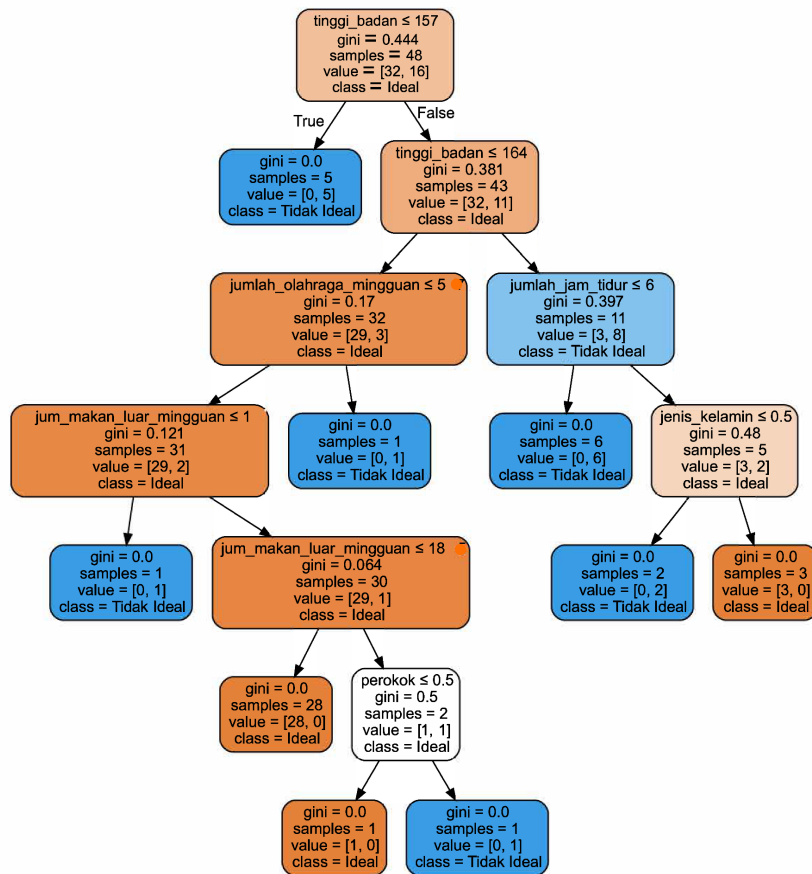 tinggi_badan ≤ 157
gini = 0.444
samples = 48
value = [32, 16]
class = Ideal
True
False
gini = 0.0
samples = 5
value = [0, 5]
class = Tidak Ideal
tinggi_badan ≤ 164
gini = 0.381
samples = 43
value = [32, 11]
class = Ideal
jumlah_olahraga_mingguan ≤ 5
gini = 0.17
samples = 32
value = [29, 3]
class = Ideal
jumlah_jam_tidur ≤ 6
gini = 0.397
samples = 11
value = [3, 8]
class = Tidak Ideal
jum_makan_luar_mingguan ≤ 1
gini = 0.121
samples = 31
value = [29, 2]
class = Ideal
gini = 0.0
samples = 1
value = [0, 1]
class = Tidak Ideal
gini = 0.0
samples = 6
value = [0, 6]
class = Tidak Ideal
jenis_kelamin ≤ 0.5
gini = 0.48
samples = 5
value = [3, 2]
class = Ideal
gini = 0.0
samples = 1
value = [0, 1]
class = Tidak Ideal
jum_makan_luar_mingguan ≤ 18
gini = 0.064
samples = 30
value = [29, 1]
class = Ideal
gini = 0.0
samples = 2
value = [0, 2]
class = Tidak Ideal
gini = 0.0
samples = 3
value = [3, 0]
class = Ideal
gini = 0.0
samples = 28
value = [28, 0]
class = Ideal
perokok ≤ 0.5
gini = 0.5
samples = 2
value = [1, 1]
class = Ideal
gini = 0.0
samples = 1
value = [1, 0]
class = Ideal
gini = 0.0
samples = 1
value = [0, 1]
class = Tidak Ideal